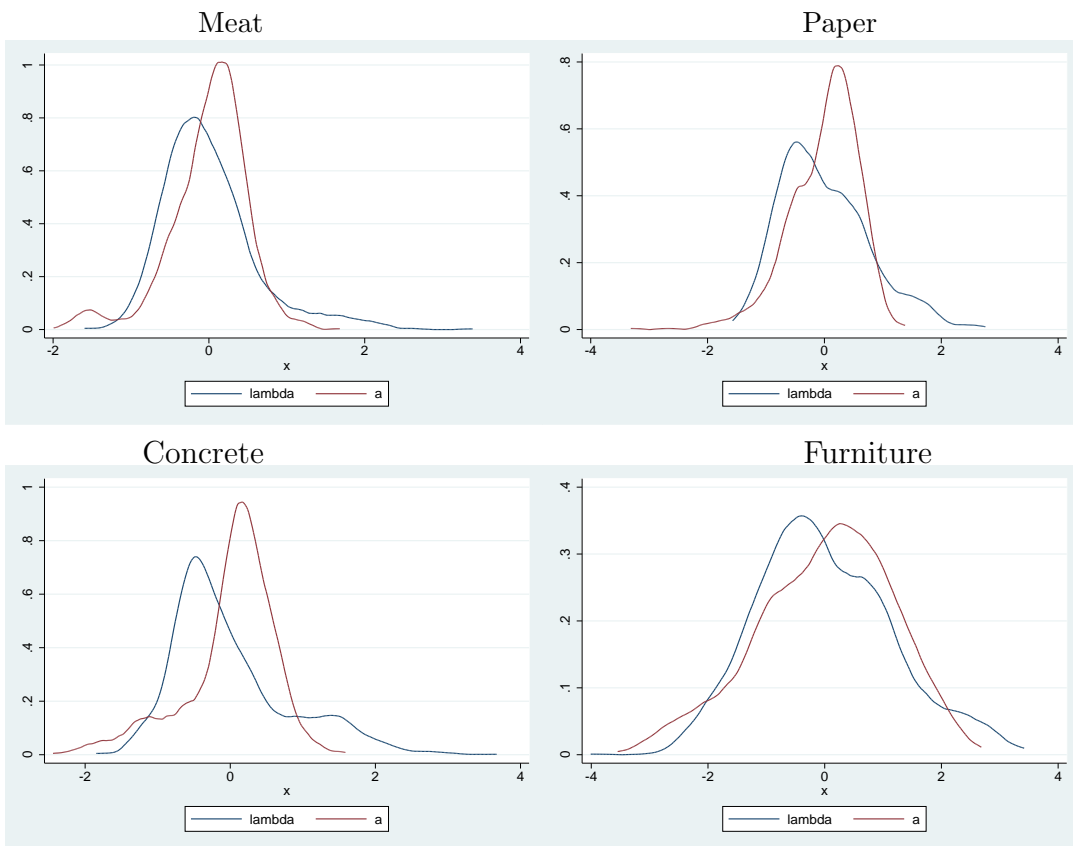 Meat
0 .2 .4 .6 .8 1
-2 0 2 4
x
lambda a
Paper
0 .2 .4 .6 .8
-4 -2 0 2 4
x
lambda a
Concrete
0 .2 .4 .6 .8 1
-2 0 2 4
x
lambda a
Furniture
0 .1 .2 .3 .4
-4 -2 0 2 4
x
lambda a